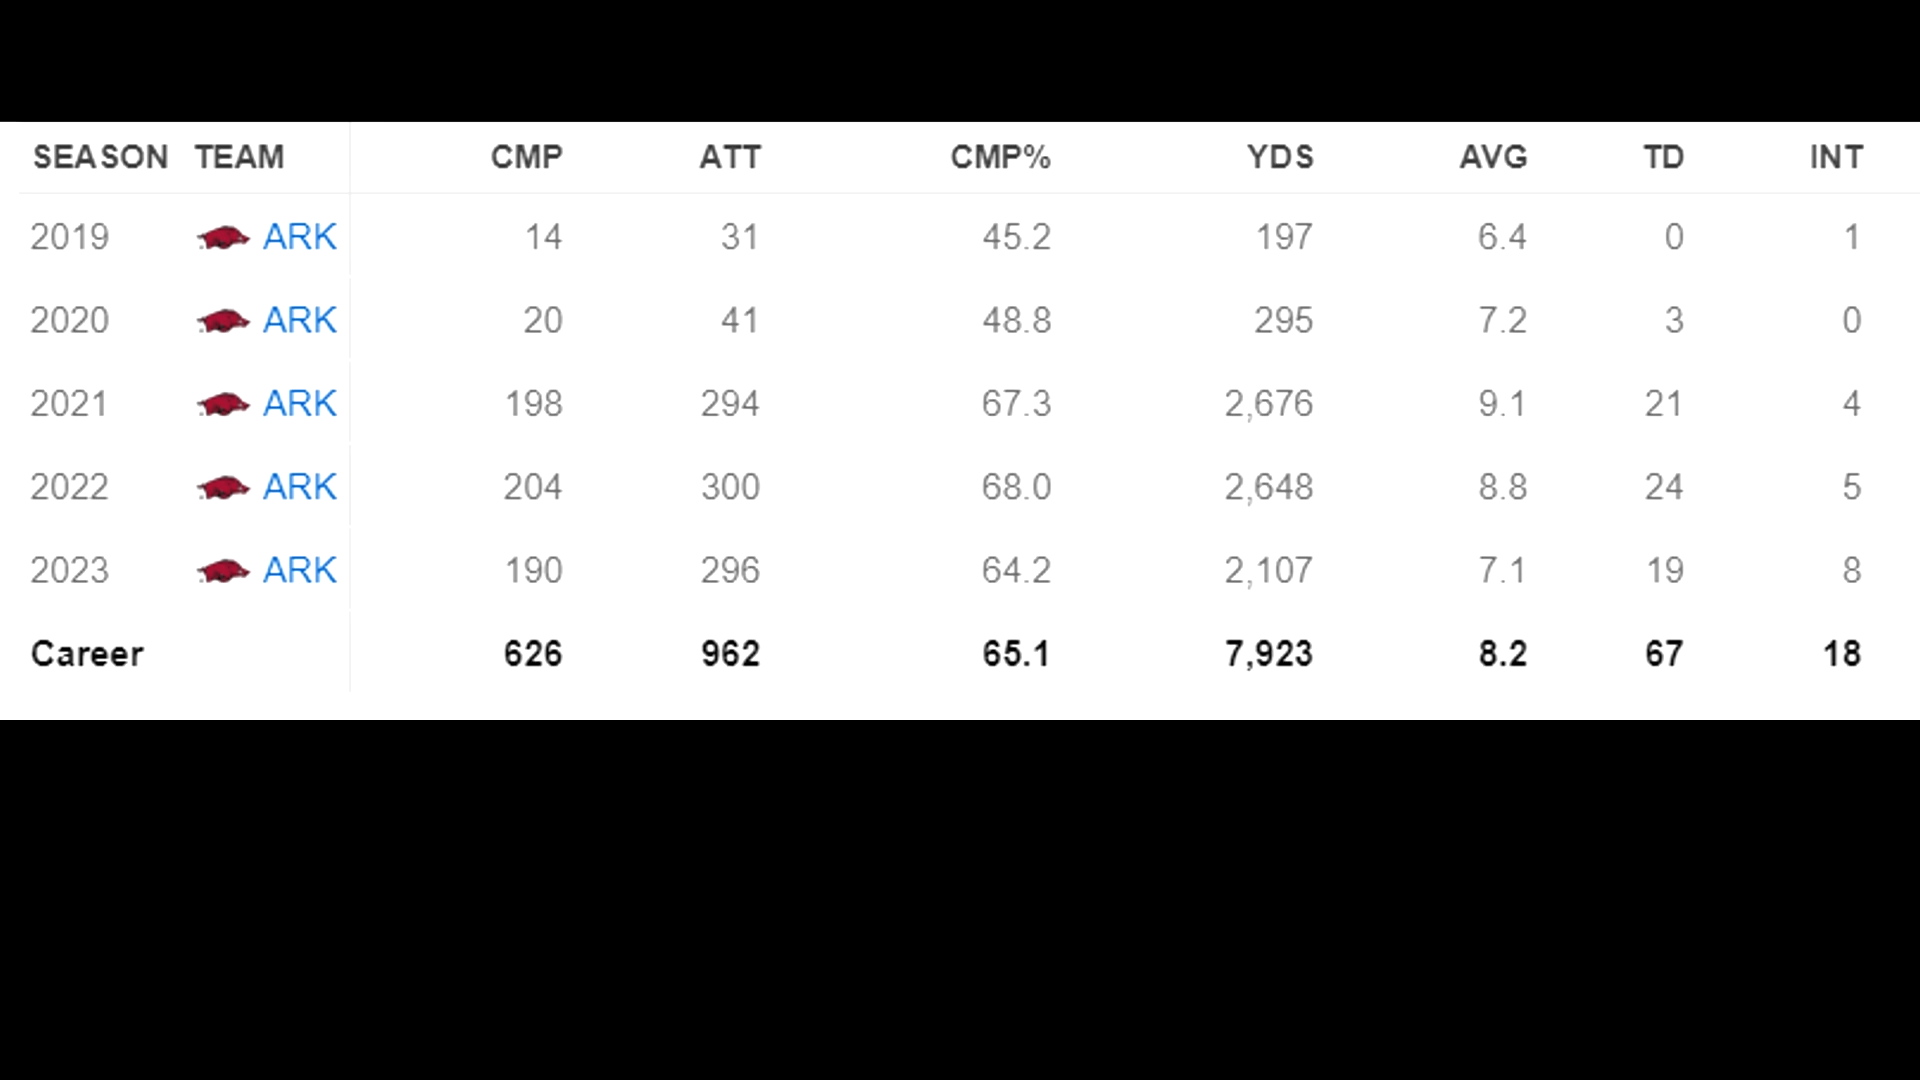 SEASON TEAM CMP ATT CMP% YDS AVG TD INT
2019 ARK 14 31 45.2 197 6.4 0 1
2020 ARK 20 41 48.8 295 7.2 3 0
2021 ARK 198 294 67.3 2,676 9.1 21 4
2022 ARK 204 300 68.0 2,648 8.8 24 5
2023 ARK 190 296 64.2 2,107 7.1 19 8
Career 626 962 65.1 7,923 8.2 67 18